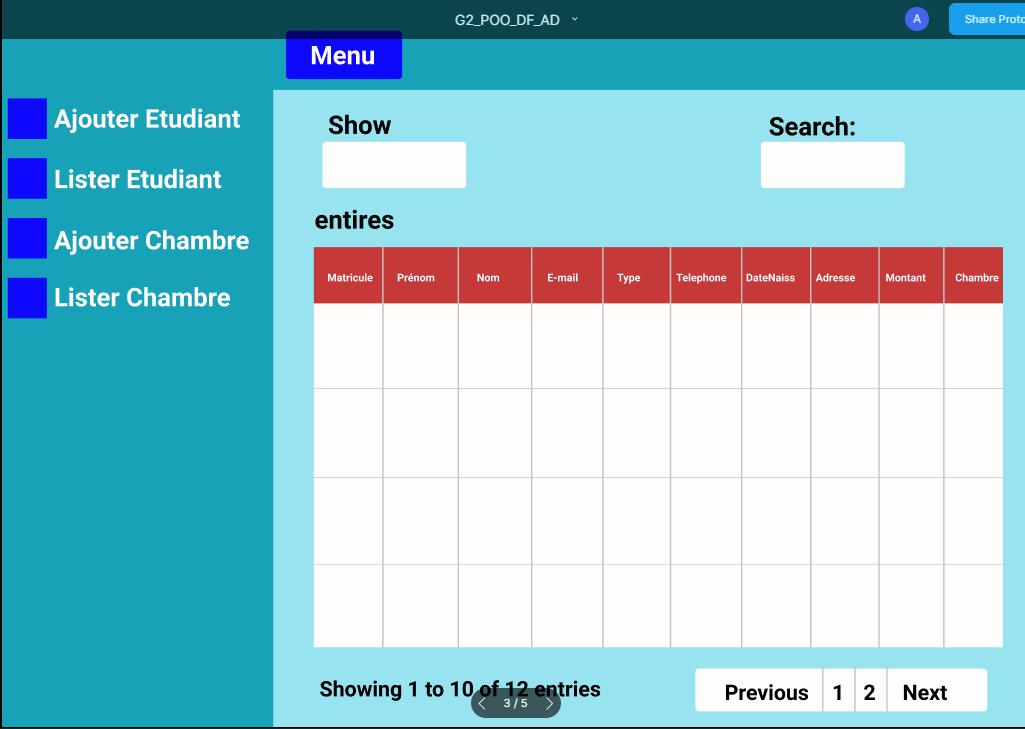 G2_POO_DF_AD
A
Share Proto
Menu
Ajouter Etudiant
Lister Etudiant
Ajouter Chambre
Lister Chambre
Show
Search:
entires
Matricule Prénom Nom E-mail Type Telephone DateNaiss Adresse Montant Chambre
Showing 1 to 10 of 12 entries
Previous 1 2 Next
3 / 5